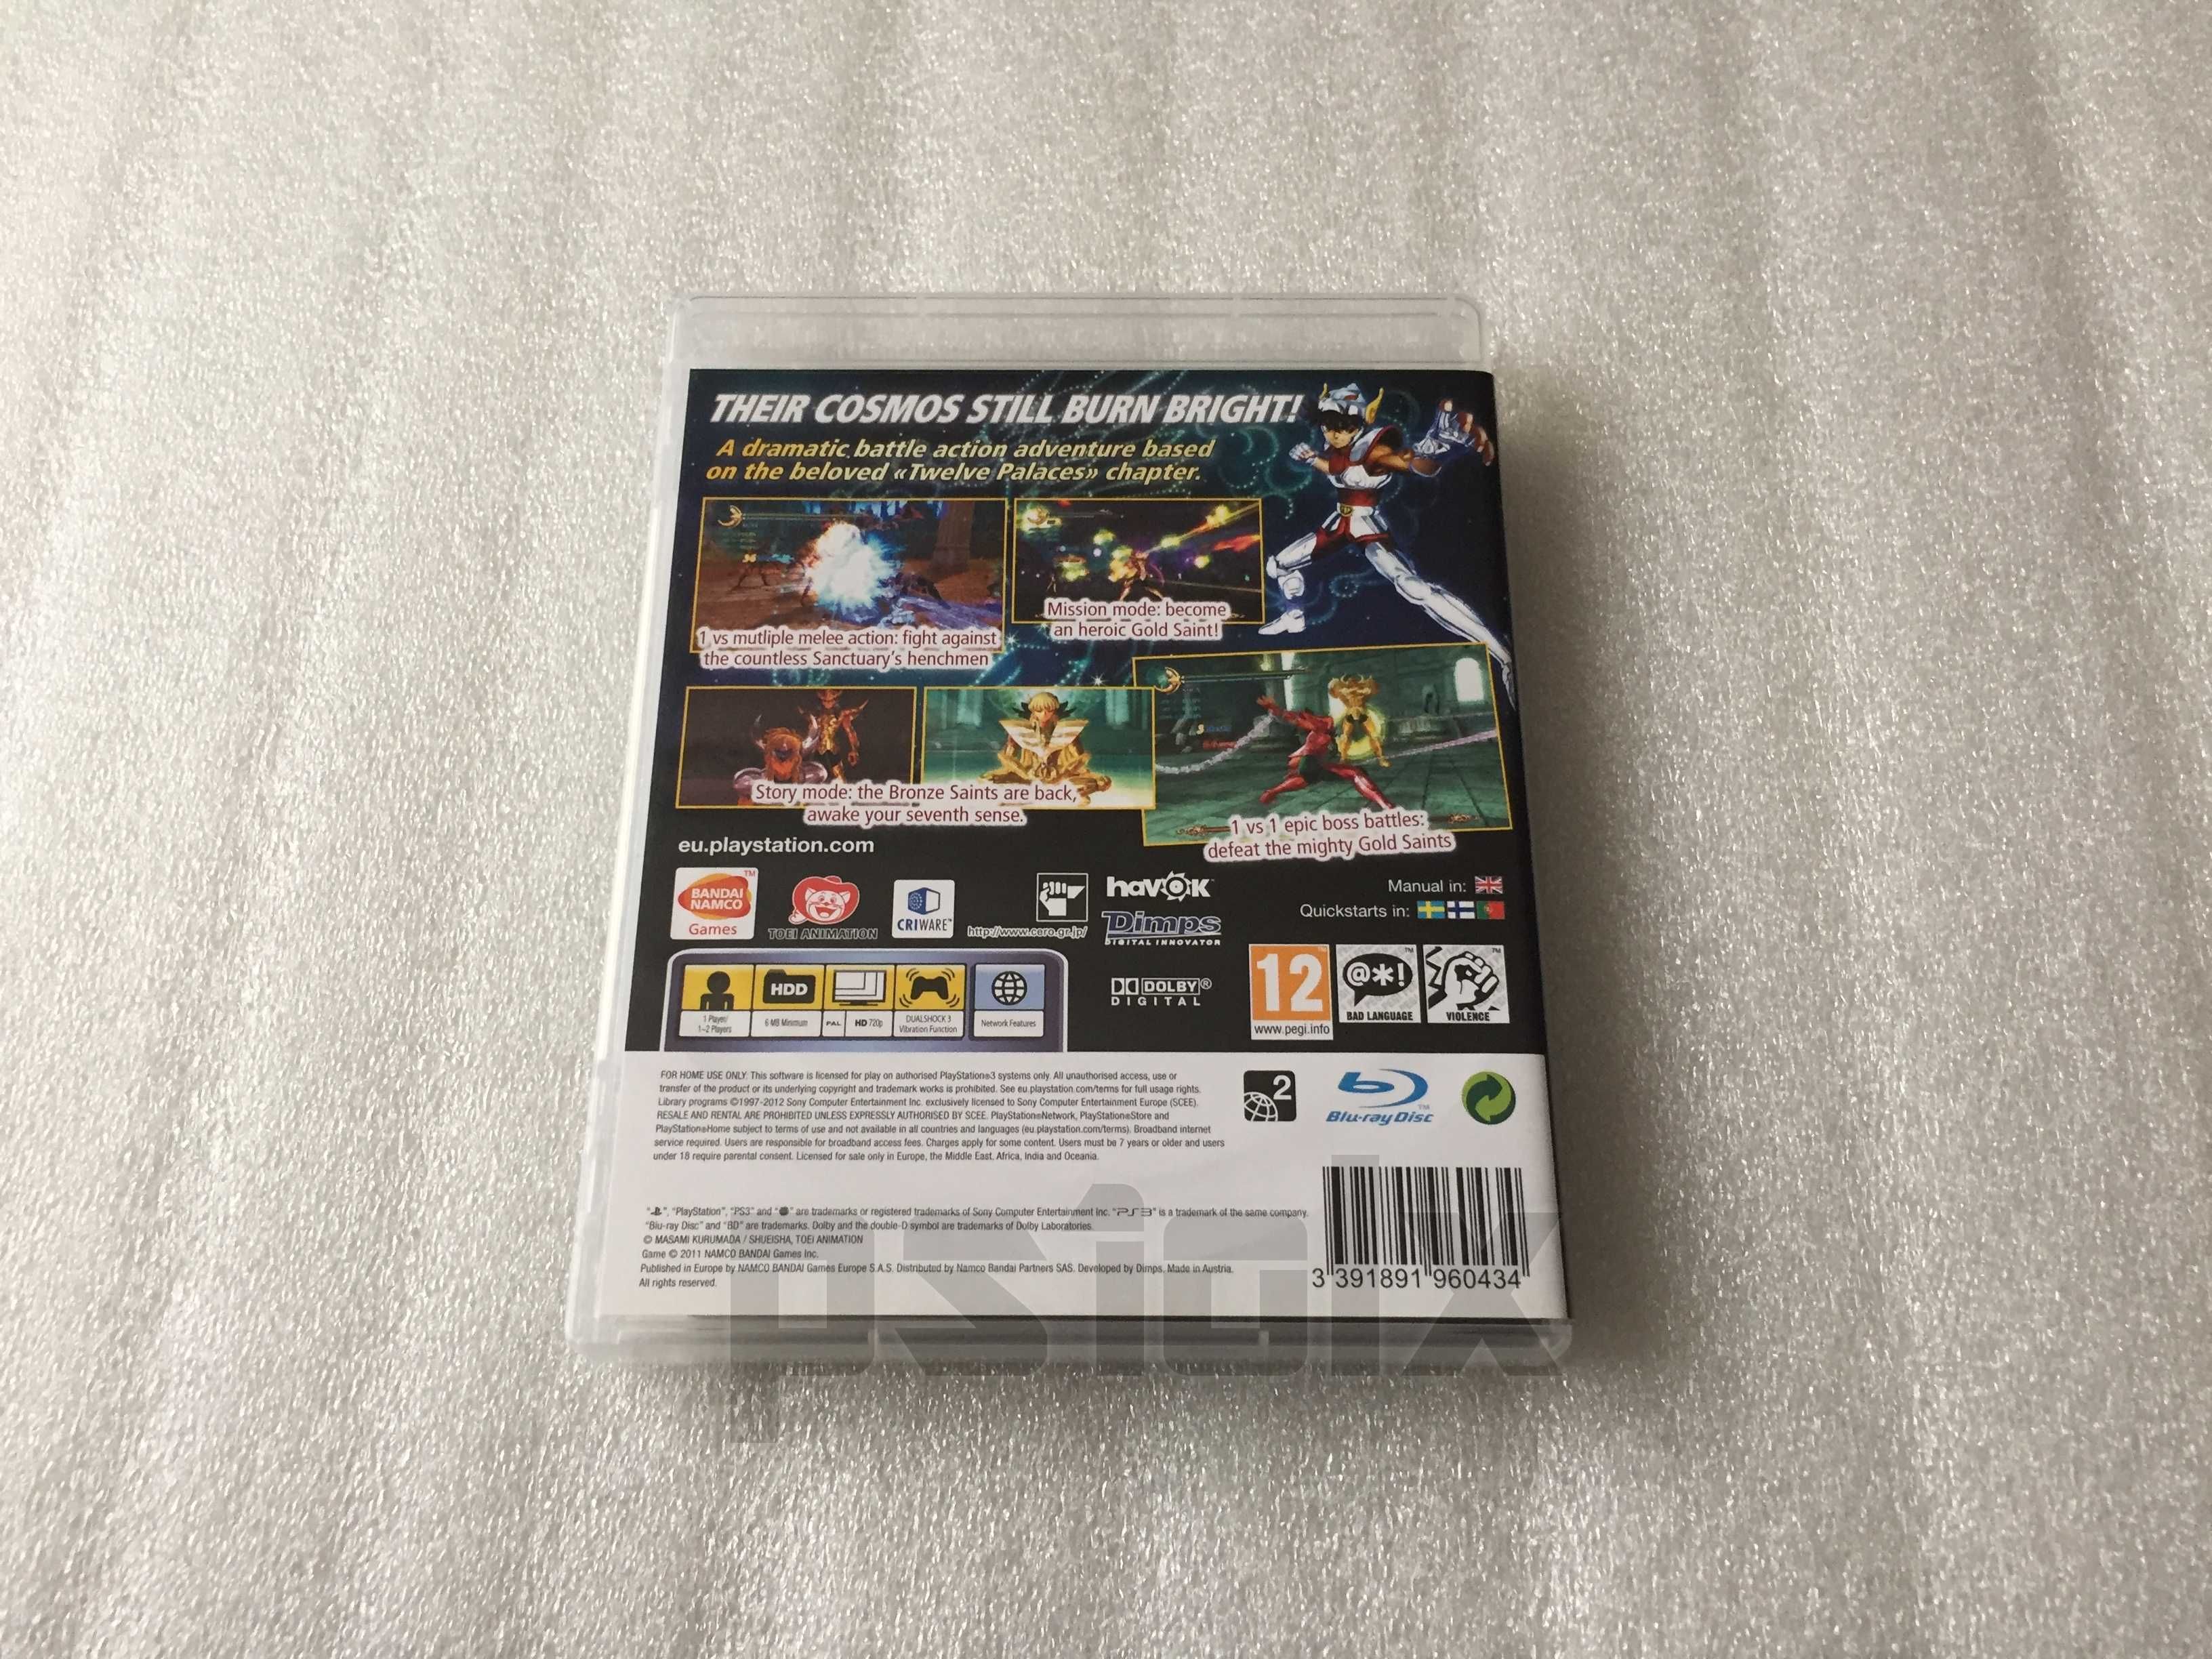 THEIR COSMOS STILL BURN BRIGHT!
A dramatic battle action adventure based
on the beloved «Twelve Palaces» chapter.
1 vs mutliple melee action: fight against
the countless Sanctuary's henchmen
Mission mode: become
an heroic Gold Saint!
Story mode: the Bronze Saints are back,
awake your seventh sense.
1 vs 1 epic boss battles:
defeat the mighty Gold Saints
eu.playstation.com
BANDAI
NAMCO
Games
TM
TOEI ANIMATION
CRIWARE™
http://www.cero.gr.jp/
havok™
Dimps
DIGITAL INNOVATOR
Manual in:
Quickstarts in:
1 Player/
1–2 Players
HDD
6 MB Minimum
PAL
HD 720p
DUALSHOCK 3
Vibration Function
Network Features
DOLBY®
DIGITAL
12
www.pegi.info
@*!
BAD LANGUAGE
VIOLENCE
FOR HOME USE ONLY. This software is licensed for play on authorised PlayStation®3 systems only. All unauthorised access, use or
transfer of the product or its underlying copyright and trademark works is prohibited. See eu.playstation.com/terms for full usage rights.
Library programs ©1997-2012 Sony Computer Entertainment Inc. exclusively licensed to Sony Computer Entertainment Europe (SCEE).
RESALE AND RENTAL ARE PROHIBITED UNLESS EXPRESSLY AUTHORISED BY SCEE. PlayStation®Network, PlayStation®Store and
PlayStation®Home subject to terms of use and not available in all countries and languages (eu.playstation.com/terms). Broadband internet
service required. Users are responsible for broadband access fees. Charges apply for some content. Users must be 7 years or older and users
under 18 require parental consent. Licensed for sale only in Europe, the Middle East, Africa, India and Oceania.
2
Blu-ray Disc™
"", "PlayStation", "PS3" and "" are trademarks or registered trademarks of Sony Computer Entertainment Inc. "PS3" is a trademark of the same company.
"Blu-ray Disc" and "BD" are trademarks. Dolby and the double-D symbol are trademarks of Dolby Laboratories.
© MASAMI KURUMADA / SHUEISHA, TOEI ANIMATION
Game © 2011 NAMCO BANDAI Games Inc.
Published in Europe by NAMCO BANDAI Games Europe S.A.S. Distributed by Namco Bandai Partners SAS. Developed by Dimps. Made in Austria.
All rights reserved.
3 391891 960434
psidix